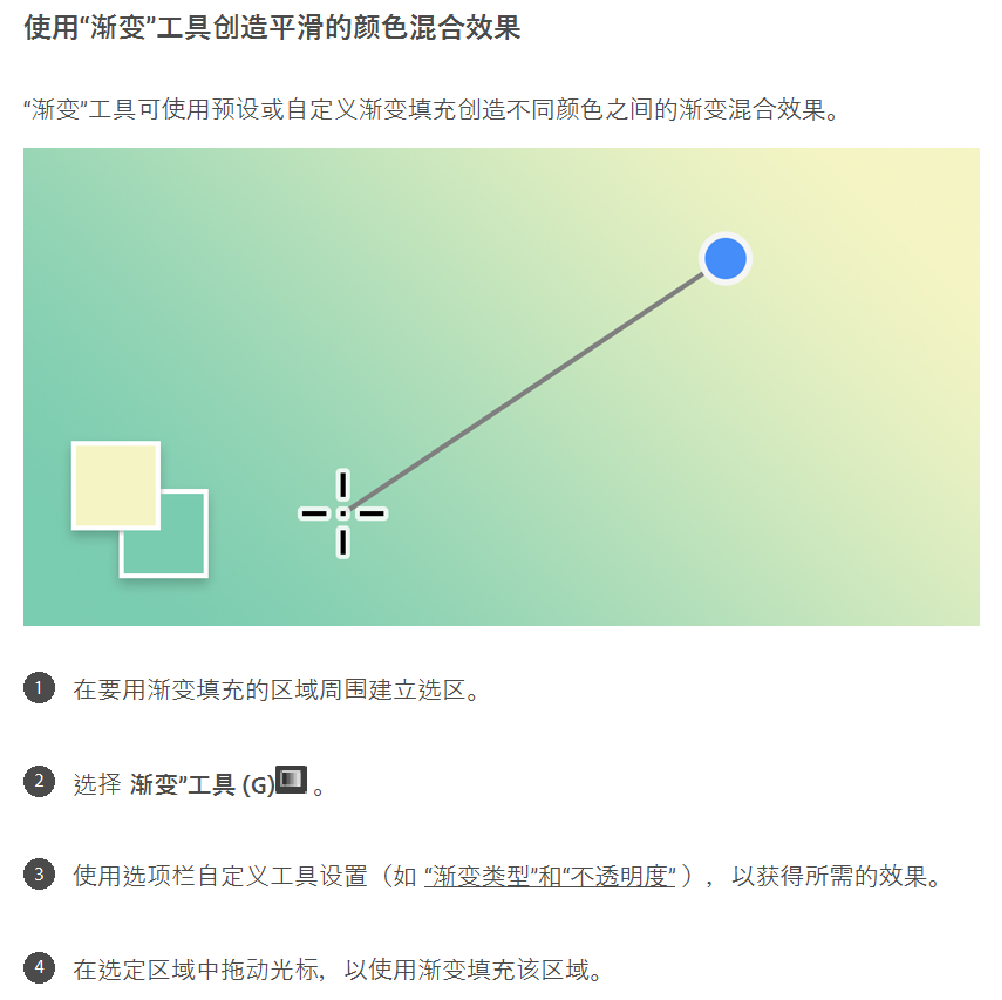 使用“渐变”工具创造平滑的颜色混合效果
“渐变”工具可使用预设或自定义渐变填充创造不同颜色之间的渐变混合效果。
1 在要用渐变填充的区域周围建立选区。
2 选择 渐变”工具 (G) 。
3 使用选项栏自定义工具设置（如 “渐变类型”和“不透明度” ），以获得所需的效果。
4 在选定区域中拖动光标，以使用渐变填充该区域。